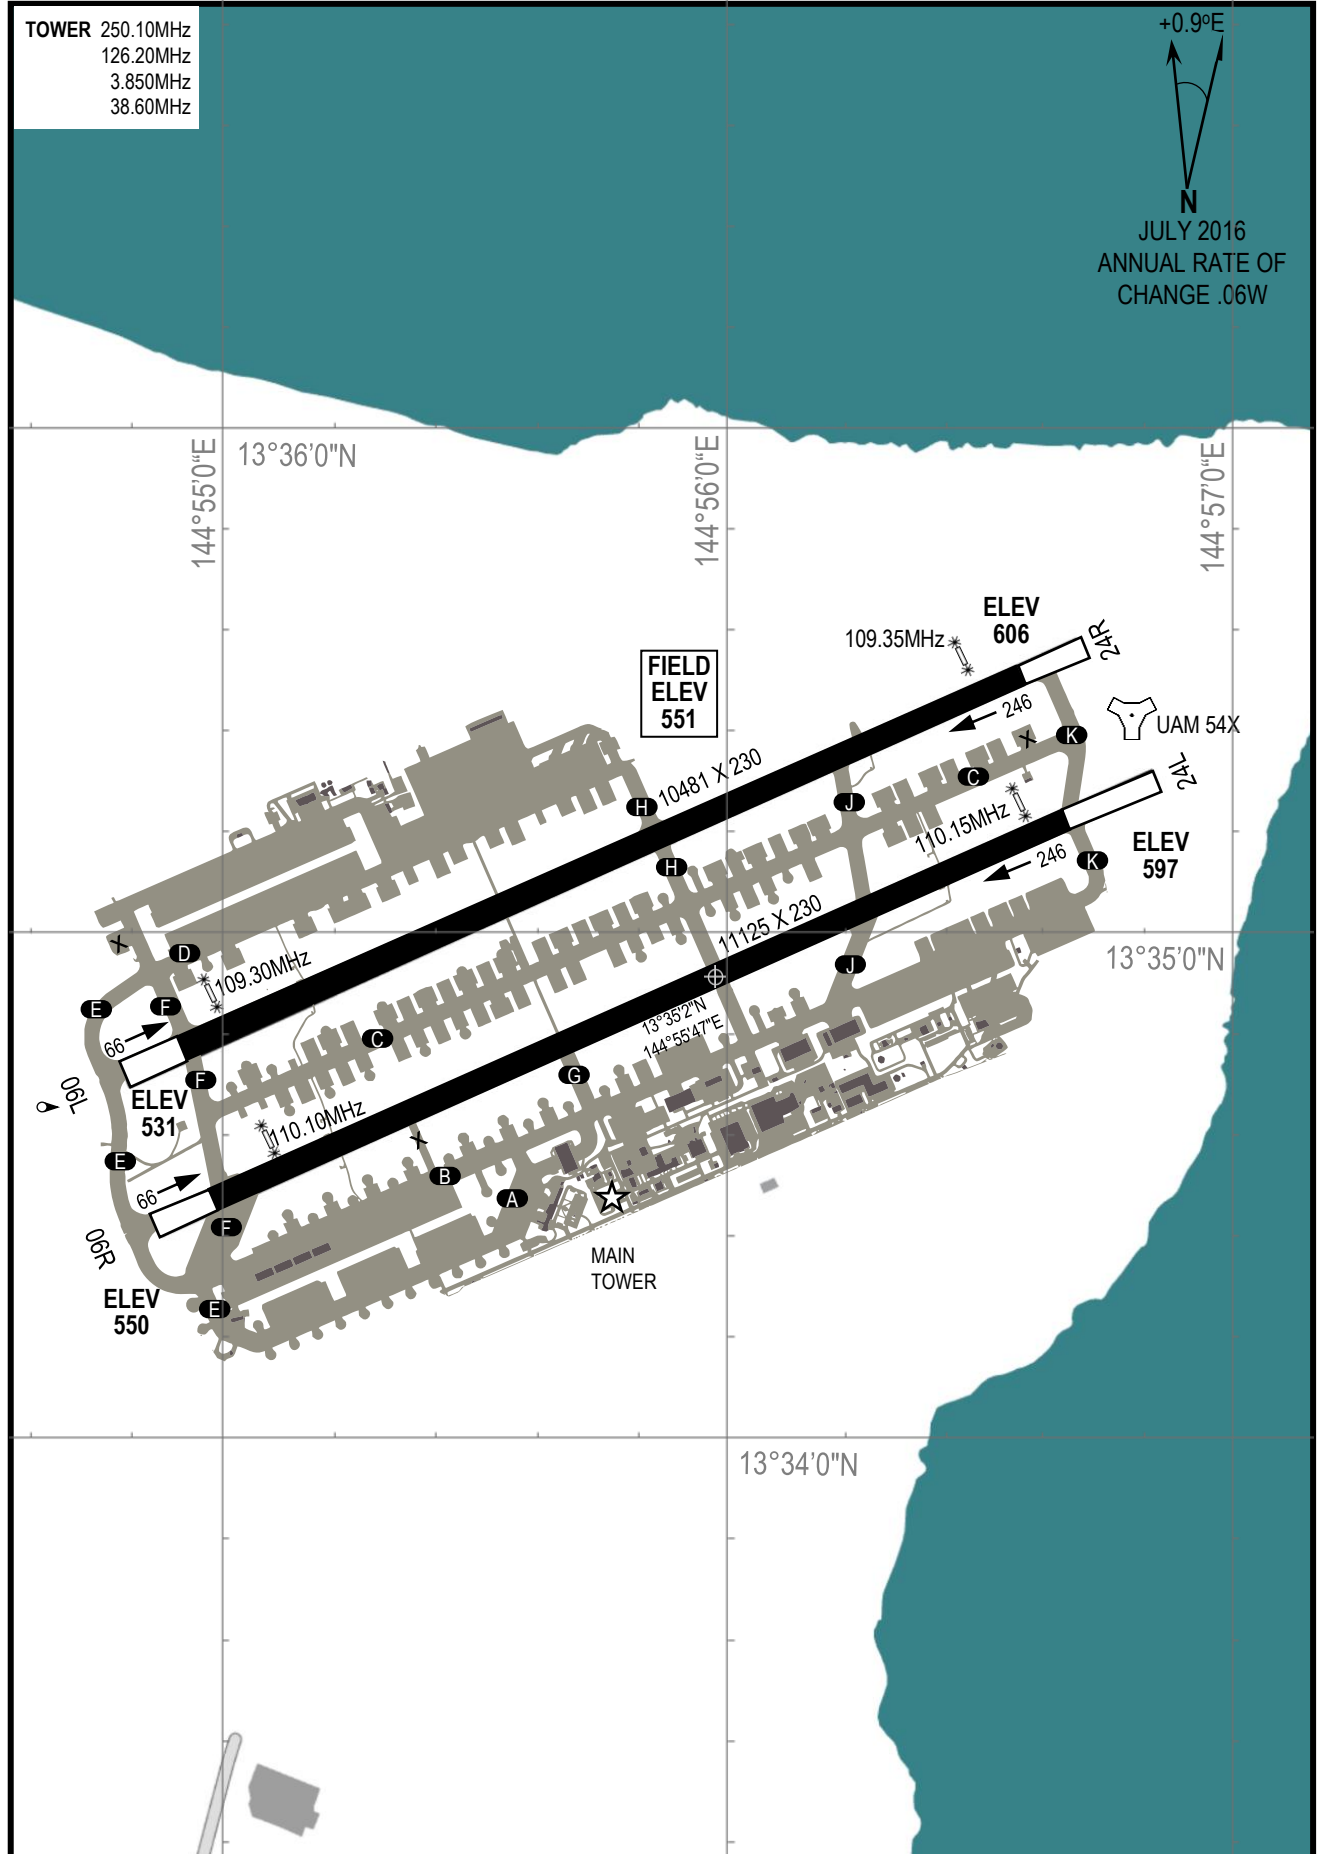 TOWER 250.10MHz
126.20MHz
3.850MHz
38.60MHz
+0.9ºE
N
JULY 2016
ANNUAL RATE OF
CHANGE .06W
144°55'0"E
13°36'0"N
144°56'0"E
144°57'0"E
ELEV
606
109.35MHz
24R
FIELD
ELEV
551
246
K
UAM 54X
X
C
24L
10481 X 230
H
J
110.15MHz
ELEV
597
246
K
H
11125 X 230
X
D
109.30MHz
J
13°35'0"N
E
F
13°35'2"N
144°55'47"E
C
66
G
F
06L
ELEV
531
110.10MHz
X
E
B
A
66
F
06R
MAIN
TOWER
ELEV
550
E
13°34'0"N